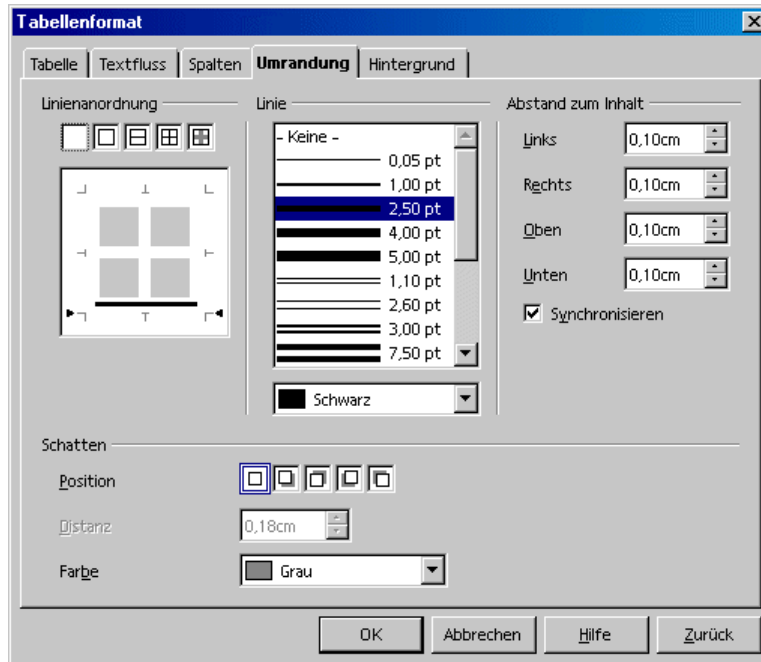 Tabellenformat
Tabelle Textfluss Spalten Umrandung Hintergrund
Linienanordnung
Linie
- Keine -
0,05 pt
1,00 pt
2,50 pt
4,00 pt
5,00 pt
1,10 pt
2,60 pt
3,00 pt
7,50 pt
Schwarz
Abstand zum Inhalt
Links 0,10cm
Rechts 0,10cm
Oben 0,10cm
Unten 0,10cm
Synchronisieren
Schatten
Position
Distanz 0,18cm
Farbe Grau
OK Abbrechen Hilfe Zurück